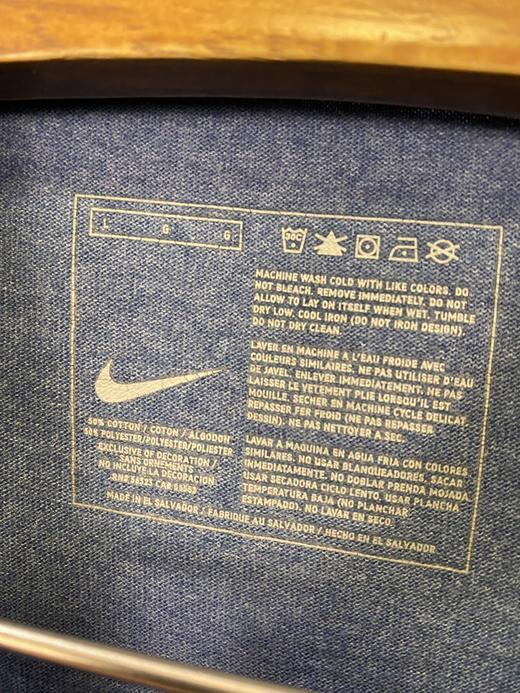 L G G
30C
MACHINE WASH COLD WITH LIKE COLORS. DO
NOT BLEACH. REMOVE IMMEDIATELY, DO NOT
ALLOW TO LAY ON ITSELF WHEN WET. TUMBLE
DRY LOW. COOL IRON (DO NOT IRON DESIGN).
DO NOT DRY CLEAN.
LAVER EN MACHINE A L'EAU FROIDE AVEC
COULEURS SIMILAIRES. NE PAS UTILISER D'EAU
DE JAVEL. ENLEVER IMMEDIATEMENT. NE PAS
LAISSER LE VETEMENT PLIE LORSQU'IL EST
MOUILLE. SECHER EN MACHINE CYCLE DELICAT.
REPASSER FER FROID (NE PAS REPASSER
DESSIN). NE PAS NETTOYER A SEC.
LAVAR A MAQUINA EN AGUA FRIA CON COLORES
SIMILARES. NO USAR BLANQUEADORES, SACAR
INMEDIATAMENTE. NO DOBLAR PRENDA MOJADA.
USAR SECADORA CICLO LENTO. USAR PLANCHA
TEMPERATURA BAJA (NO PLANCHAR
ESTAMPADO). NO LAVAR EN SECO.
50% COTTON / COTON / ALGODON
50% POLYESTER/POLYESTER/POLIESTER
EXCLUSIVE OF DECORATION /
SANS ORNEMENTS /
NO INCLUYE LA DECORACION
RN# 56323 CA# 05553
MADE IN EL SALVADOR / FABRIQUE AU SALVADOR / HECHO EN EL SALVADOR